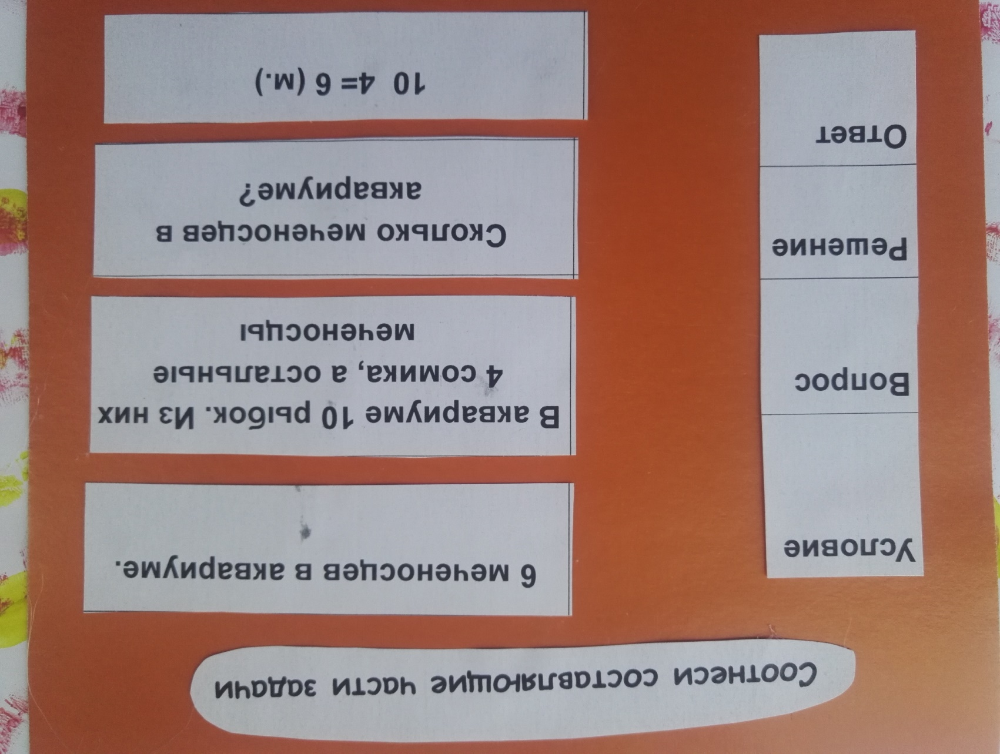 Соотнеси составляющие части задачи
Условие
Вопрос
Решение
Ответ
6 меченосцев в аквариуме.
В аквариуме 10 рыбок. Из них
4 сомика, а остальные
меченосцы
Сколько меченосцев в
аквариуме?
10 4= 6 (м.)